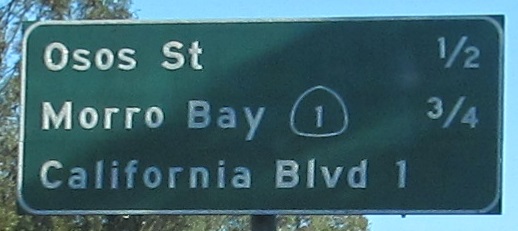 Osos St 1/2
Morro Bay 1 3/4
California Blvd 1